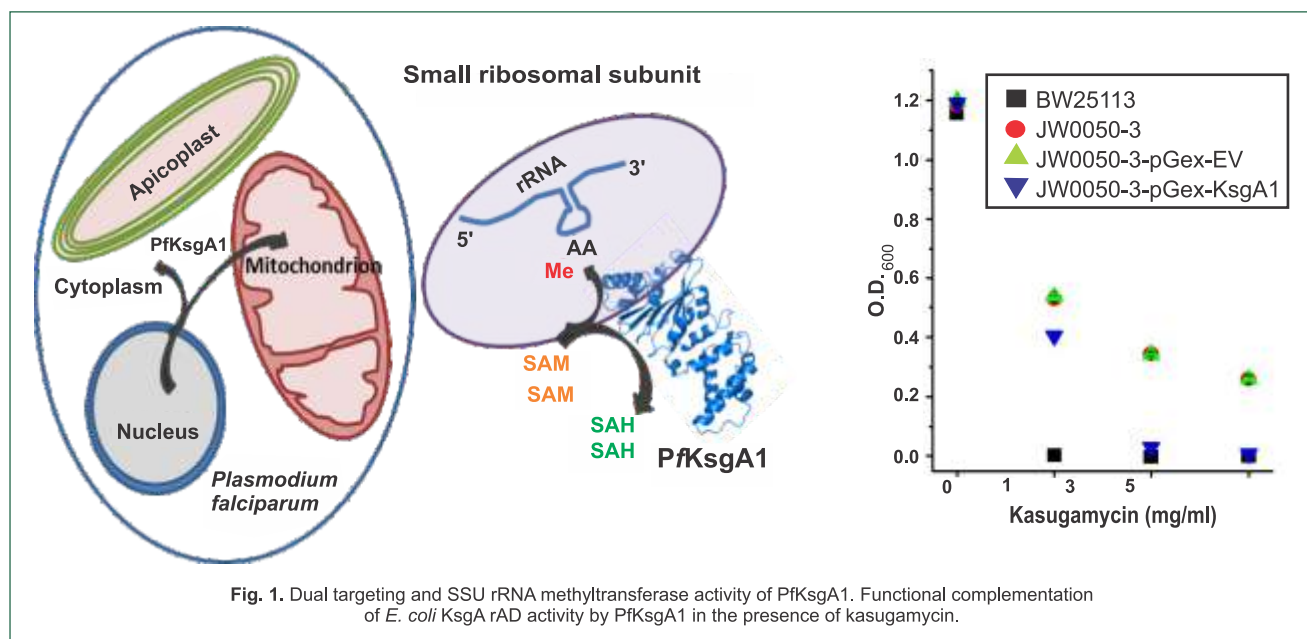 Apicoplast
PfKsgA1
Cytoplasm
Mitochondrion
Nucleus
Plasmodium
falciparum
Small ribosomal subunit
rRNA
3'
5'
AA
Me
SAM
SAM
SAH
SAH
PfKsgA1
BW25113
JW0050-3
JW0050-3-pGex-EV
JW0050-3-pGex-KsgA1
O.D.600
1.2
1.0
0.8
0.6
0.4
0.2
0.0
0 1 3 5
Kasugamycin (mg/ml)
Fig. 1. Dual targeting and SSU rRNA methyltransferase activity of PfKsgA1. Functional complementation
of E. coli KsgA rAD activity by PfKsgA1 in the presence of kasugamycin.